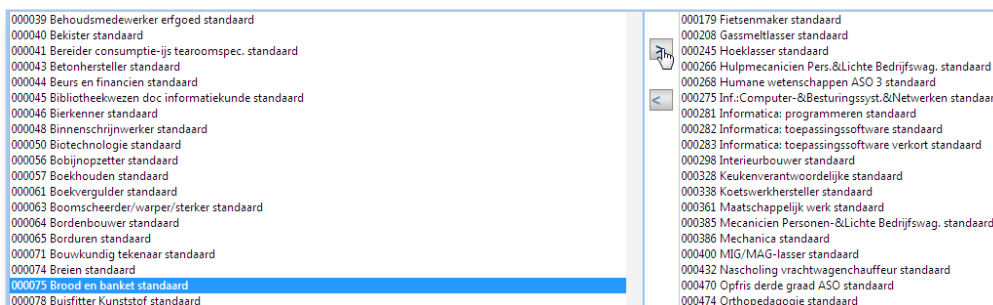 000039 Behoudsmedewerker erfgoed standaard
000040 Bekister standaard
000041 Bereider consumptie-ijs tearoomspec. standaard
000043 Betonhersteller standaard
000044 Beurs en financien standaard
000045 Bibliotheekwezen doc informatiekunde standaard
000046 Bierkenner standaard
000048 Binnenschrijnwerker standaard
000050 Biotechnologie standaard
000056 Bobijnopzetter standaard
000057 Boekhouden standaard
000061 Boekvergulder standaard
000063 Boomscheerder/warper/sterker standaard
000064 Bordenbouwer standaard
000065 Borduren standaard
000071 Bouwkundig tekenaar standaard
000074 Breien standaard
000075 Brood en banket standaard
000078 Buisfitter Kunststof standaard
>
<
000179 Fietsenmaker standaard
000208 Gassmeltlasser standaard
000245 Hoeklasser standaard
000266 Hulpmecanicien Pers.&Lichte Bedrijfswag. standaard
000268 Humane wetenschappen ASO 3 standaard
000275 Inf.:Computer-&Besturingssyst.&Netwerken standaar
000281 Informatica: programmeren standaard
000282 Informatica: toepassingssoftware standaard
000283 Informatica: toepassingssoftware verkort standaard
000298 Interieurbouwer standaard
000328 Keukenverantwoordelijke standaard
000338 Koetswerkhersteller standaard
000361 Maatschappelijk werk standaard
000385 Mecanicien Personen-&Lichte Bedrijfswag. standaard
000386 Mechanica standaard
000400 MIG/MAG-lasser standaard
000432 Nascholing vrachtwagenchauffeur standaard
000470 Opfris derde graad ASO standaard
000474 Orthopedagogie standaard